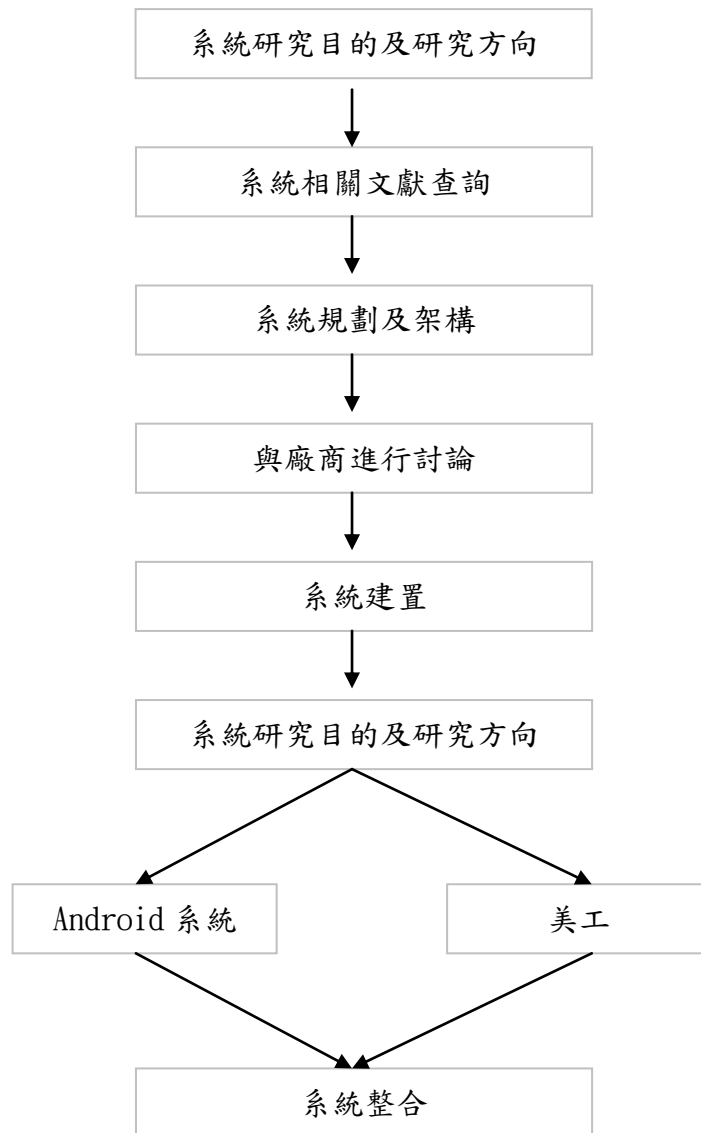 系統研究目的及研究方向
系統相關文獻查詢
系統規劃及架構
與廠商進行討論
系統建置
系統研究目的及研究方向
Android 系統
美工
系統整合